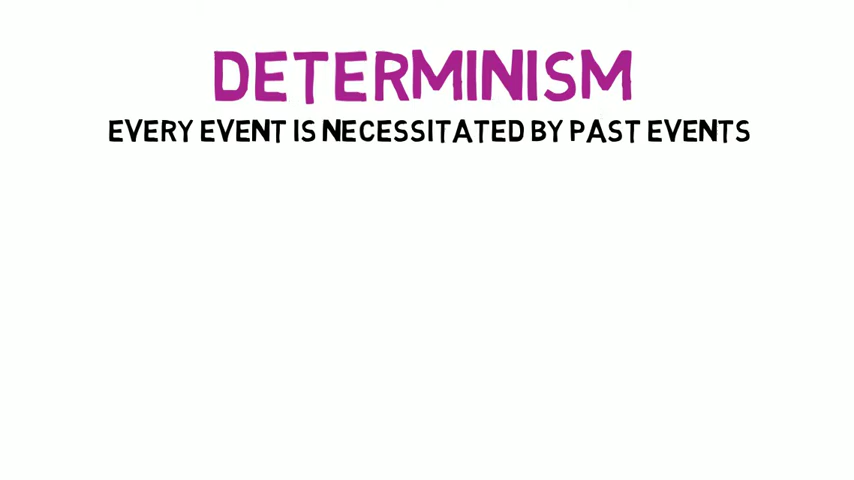 DETERMINISM
EVERY EVENT IS NECESSITATED BY PAST EVENTS